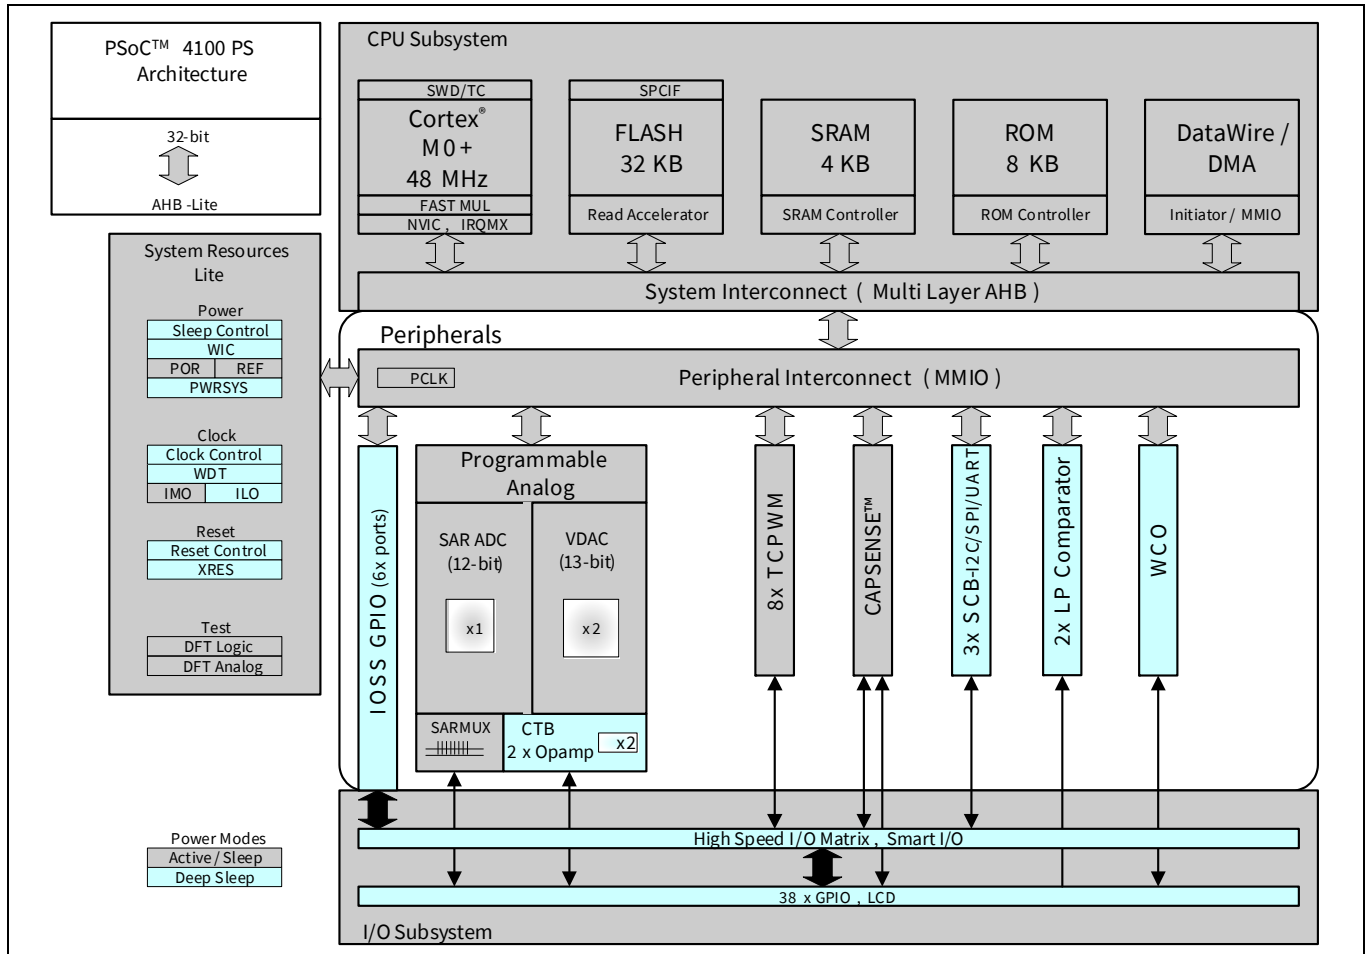 PSoC™ 4100 PS
Architecture
32-bit
AHB -Lite
CPU Subsystem
SWD/TC
Cortex®
M0+
48 MHz
FAST MUL
NVIC , IRQMX
SPCIF
FLASH
32 KB
Read Accelerator
SRAM
4 KB
SRAM Controller
ROM
8 KB
ROM Controller
DataWire /
DMA
Initiator / MMIO
System Interconnect ( Multi Layer AHB )
System Resources
Lite
Power
Sleep Control
WIC
POR REF
PWRSYS
Clock
Clock Control
WDT
IMO ILO
Reset
Reset Control
XRES
Test
DFT Logic
DFT Analog
Peripherals
PCLK
Peripheral Interconnect ( MMIO )
IOSS GPIO (6x ports)
Programmable
Analog
SAR ADC
(12-bit)
x1
VDAC
(13-bit)
x2
SARMUX
CTB
2 x Opamp
x2
8x TCPWM
CAPSENSE™
3x SCB-I2C/SPI/UART
2x LP Comparator
WCO
Power Modes
Active / Sleep
Deep Sleep
High Speed I/O Matrix , Smart I/O
38 x GPIO , LCD
I/O Subsystem